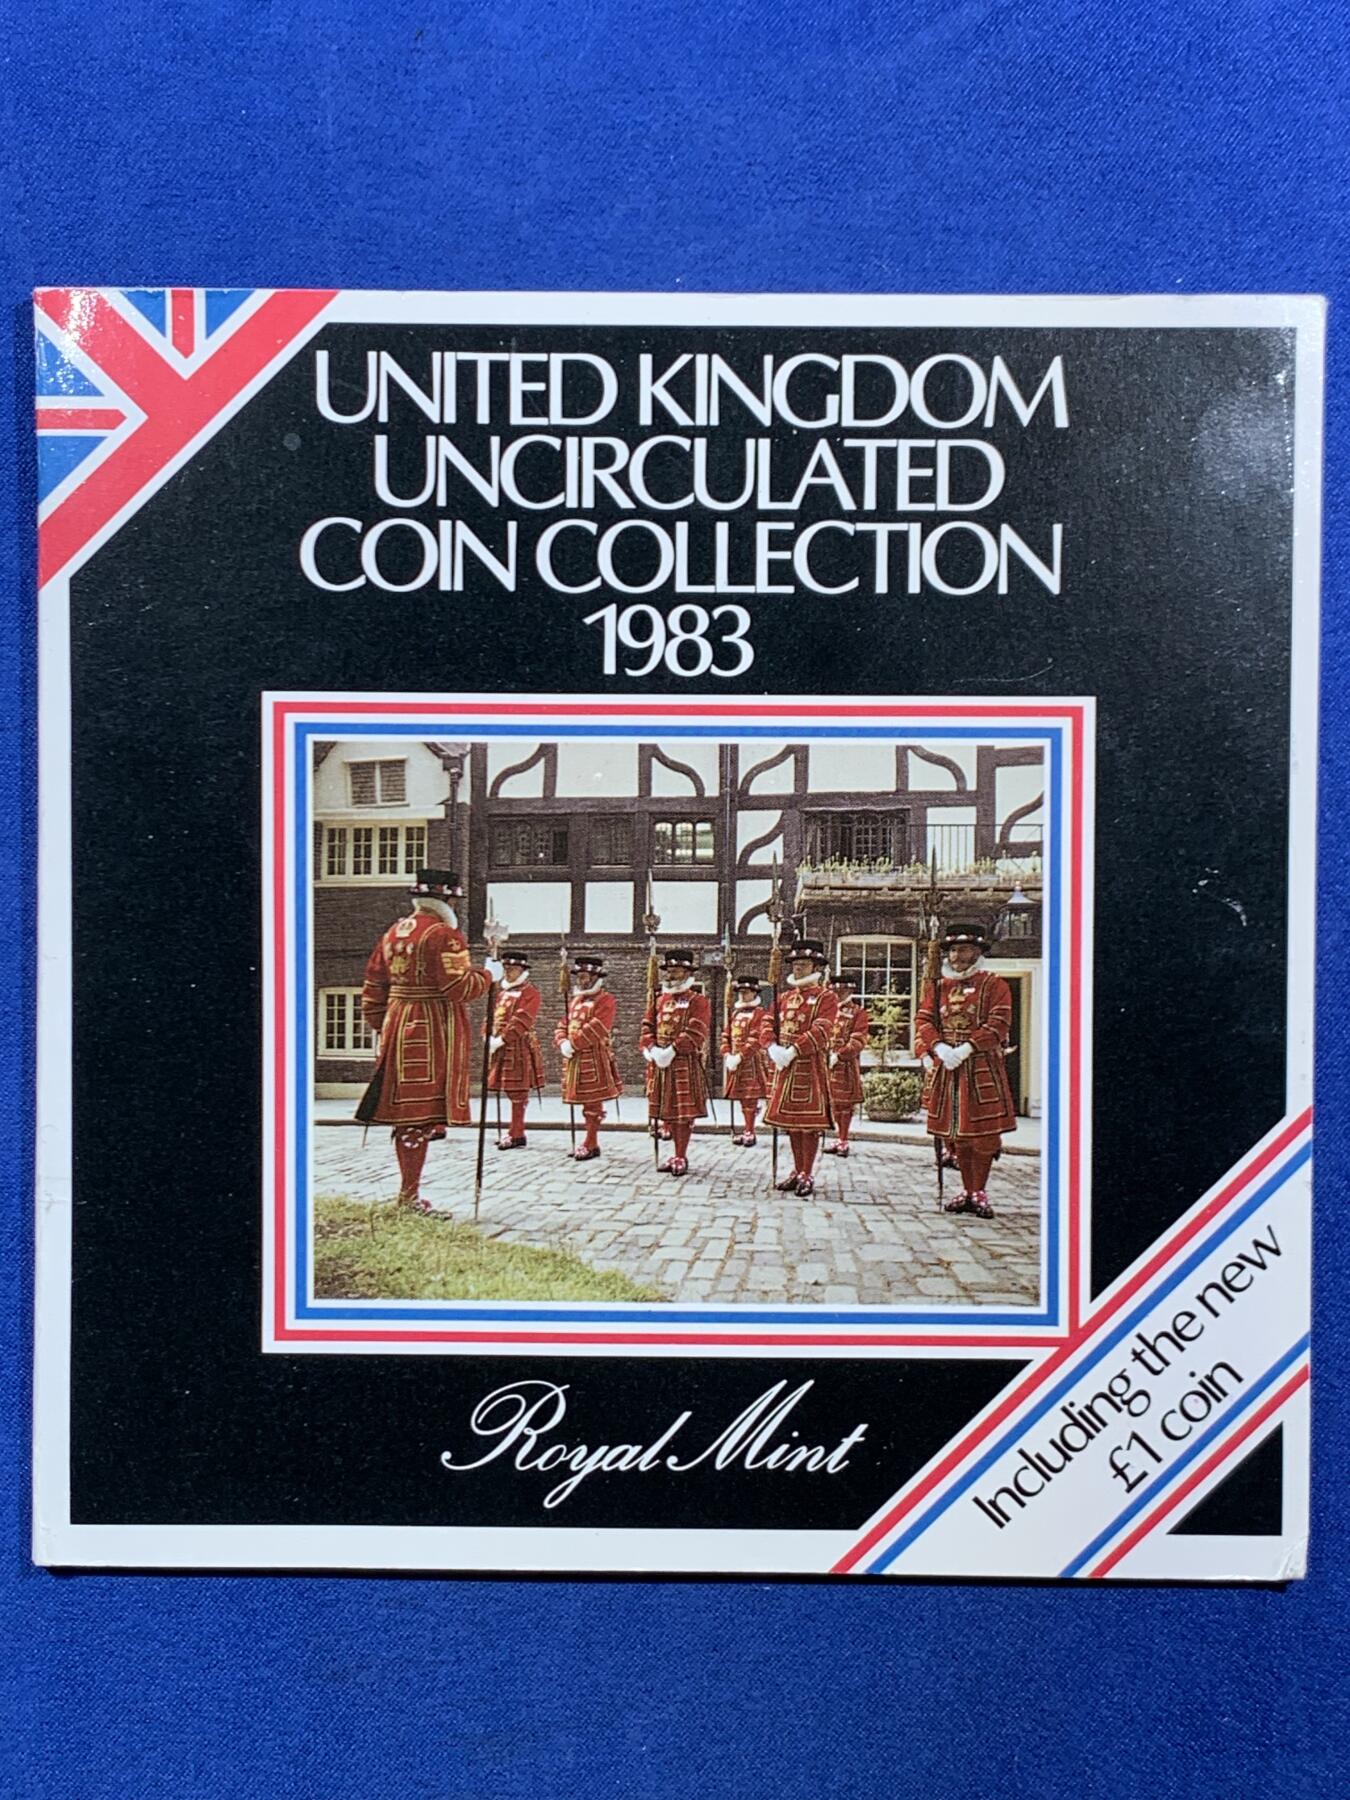 UNITED KINGDOM
UNCIRCULATED
COIN COLLECTION
1983
Royal Mint
Including the new
£1 coin